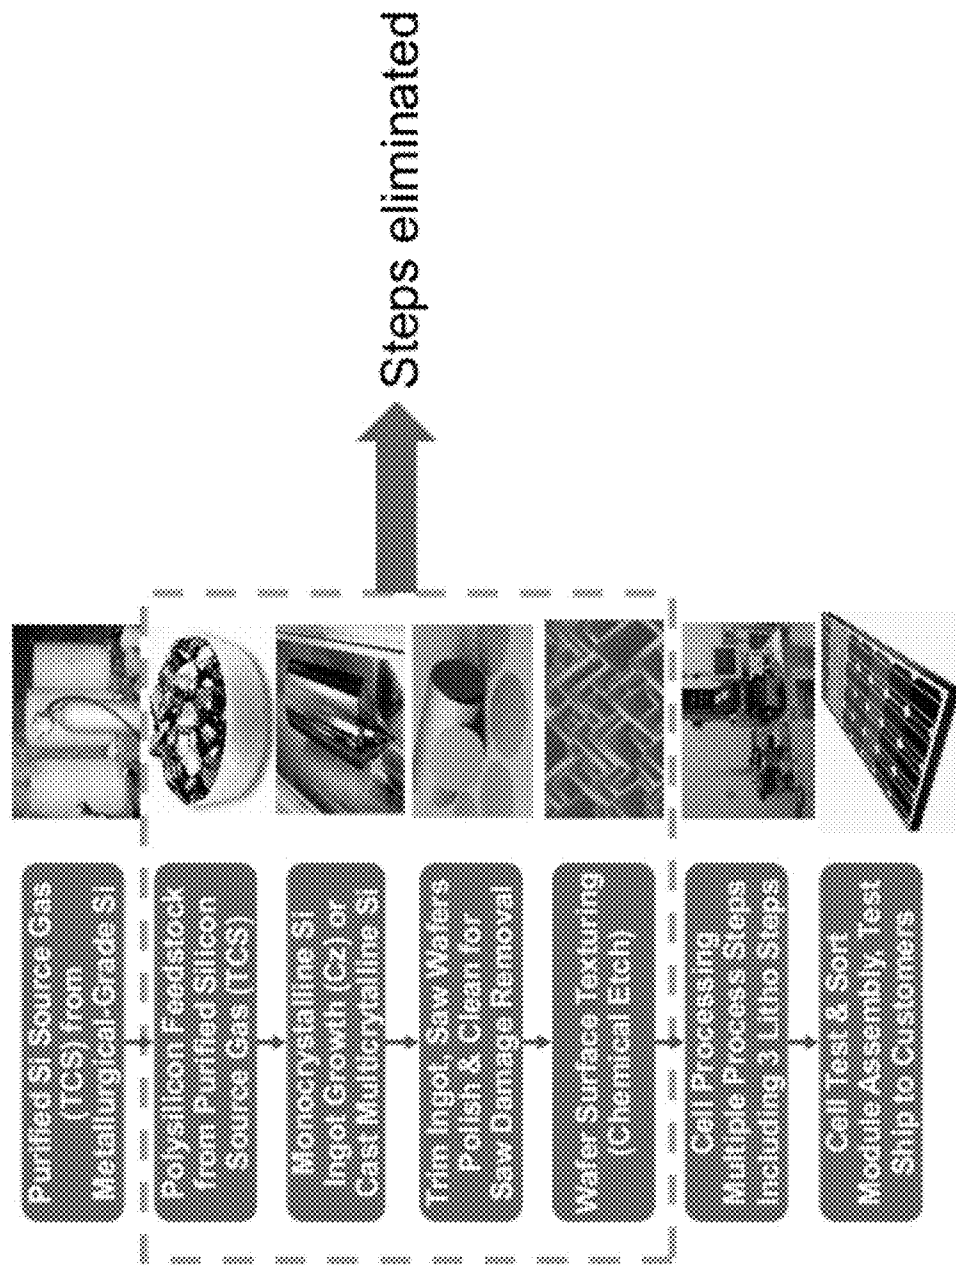 Purified Si Source Gas
(TCS) from
Metallurgical-Grade Si
Polysilicon Feedstock
from Purified Silicon
Source Gas (TCS)
Monocrystalline Si
Ingot Growth (Cz) or
Cast Multicrystalline Si
Trim Ingot, Saw Wafers
Polish & Clean for
Saw Damage Removal
Wafer Surface Texturing
(Chemical Etch)
Cell Processing
Multiple Process Steps
Including 3 Litho Steps
Cell Test & Sort
Module Assembly, Test
Ship to Customers
Steps eliminated